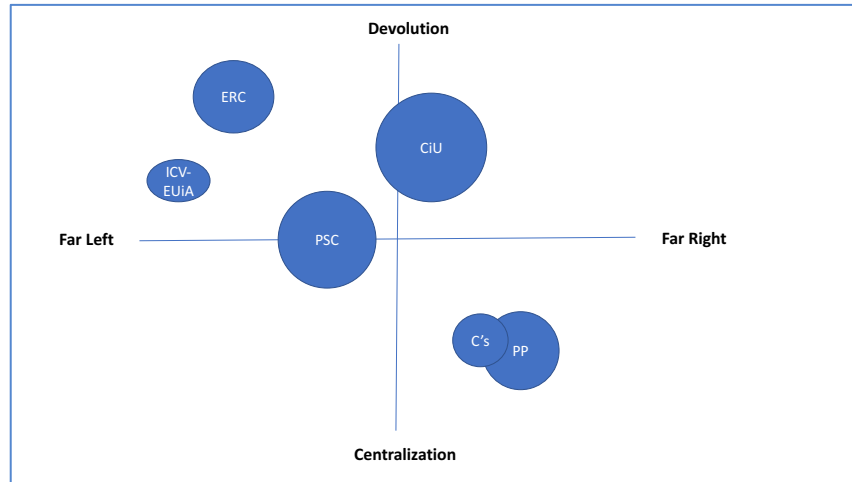 Devolution
ERC
CiU
ICV-
EUiA
Far Left
PSC
Far Right
C's
PP
Centralization